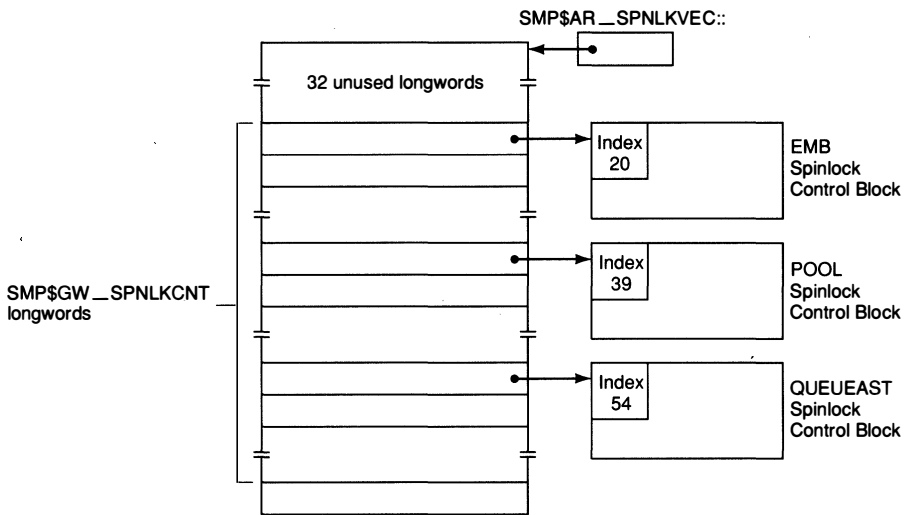 SMP$AR_SPNLKVEC::
32 unused longwords
Index
20
EMB
Spinlock
Control Block
SMP$GW_SPNLKCNT
longwords
Index
39
POOL
Spinlock
Control Block
Index
54
QUEUEAST
Spinlock
Control Block